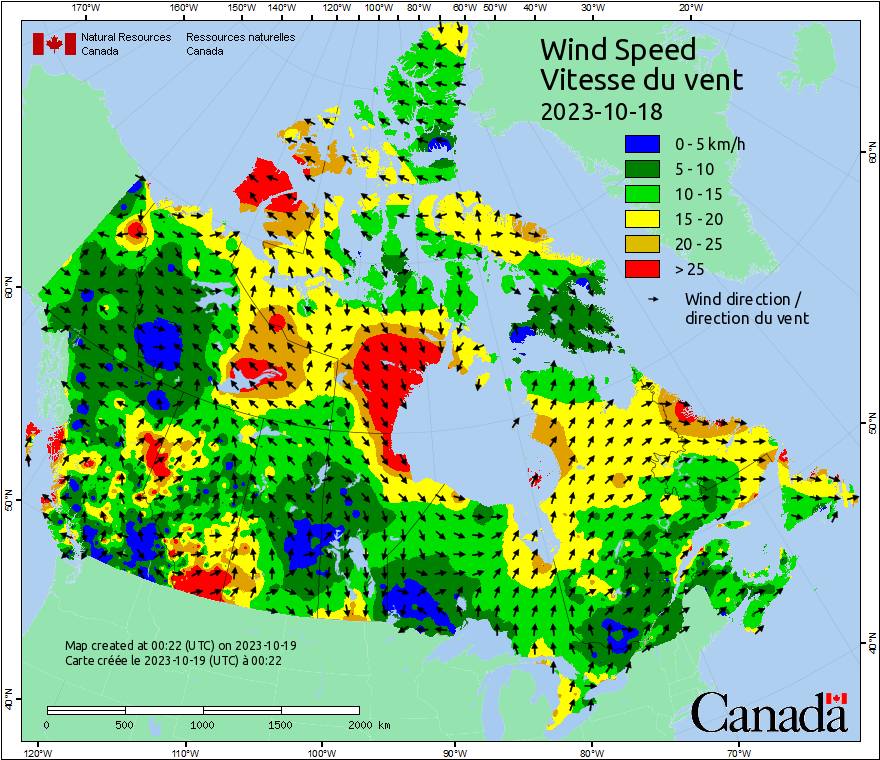 170°W 160°W 150°W 140°W 130°W 120°W 110°W 100°W 90°W 80°W 70°W 60°W 50°W 40°W 30°W 20°W
Natural Resources Canada
Ressources naturelles Canada
Wind Speed
Vitesse du vent
2023-10-18
0 - 5 km/h
5 - 10
10 - 15
15 - 20
20 - 25
> 25
Wind direction /
direction du vent
60°N
60°N
50°N
50°N
40°N
40°N
Map created at 00:22 (UTC) on 2023-10-19
Carte créée le 2023-10-19 (UTC) à 00:22
0 500 1000 1500 2000 km
Canada
120°W 110°W 100°W 90°W 80°W 70°W